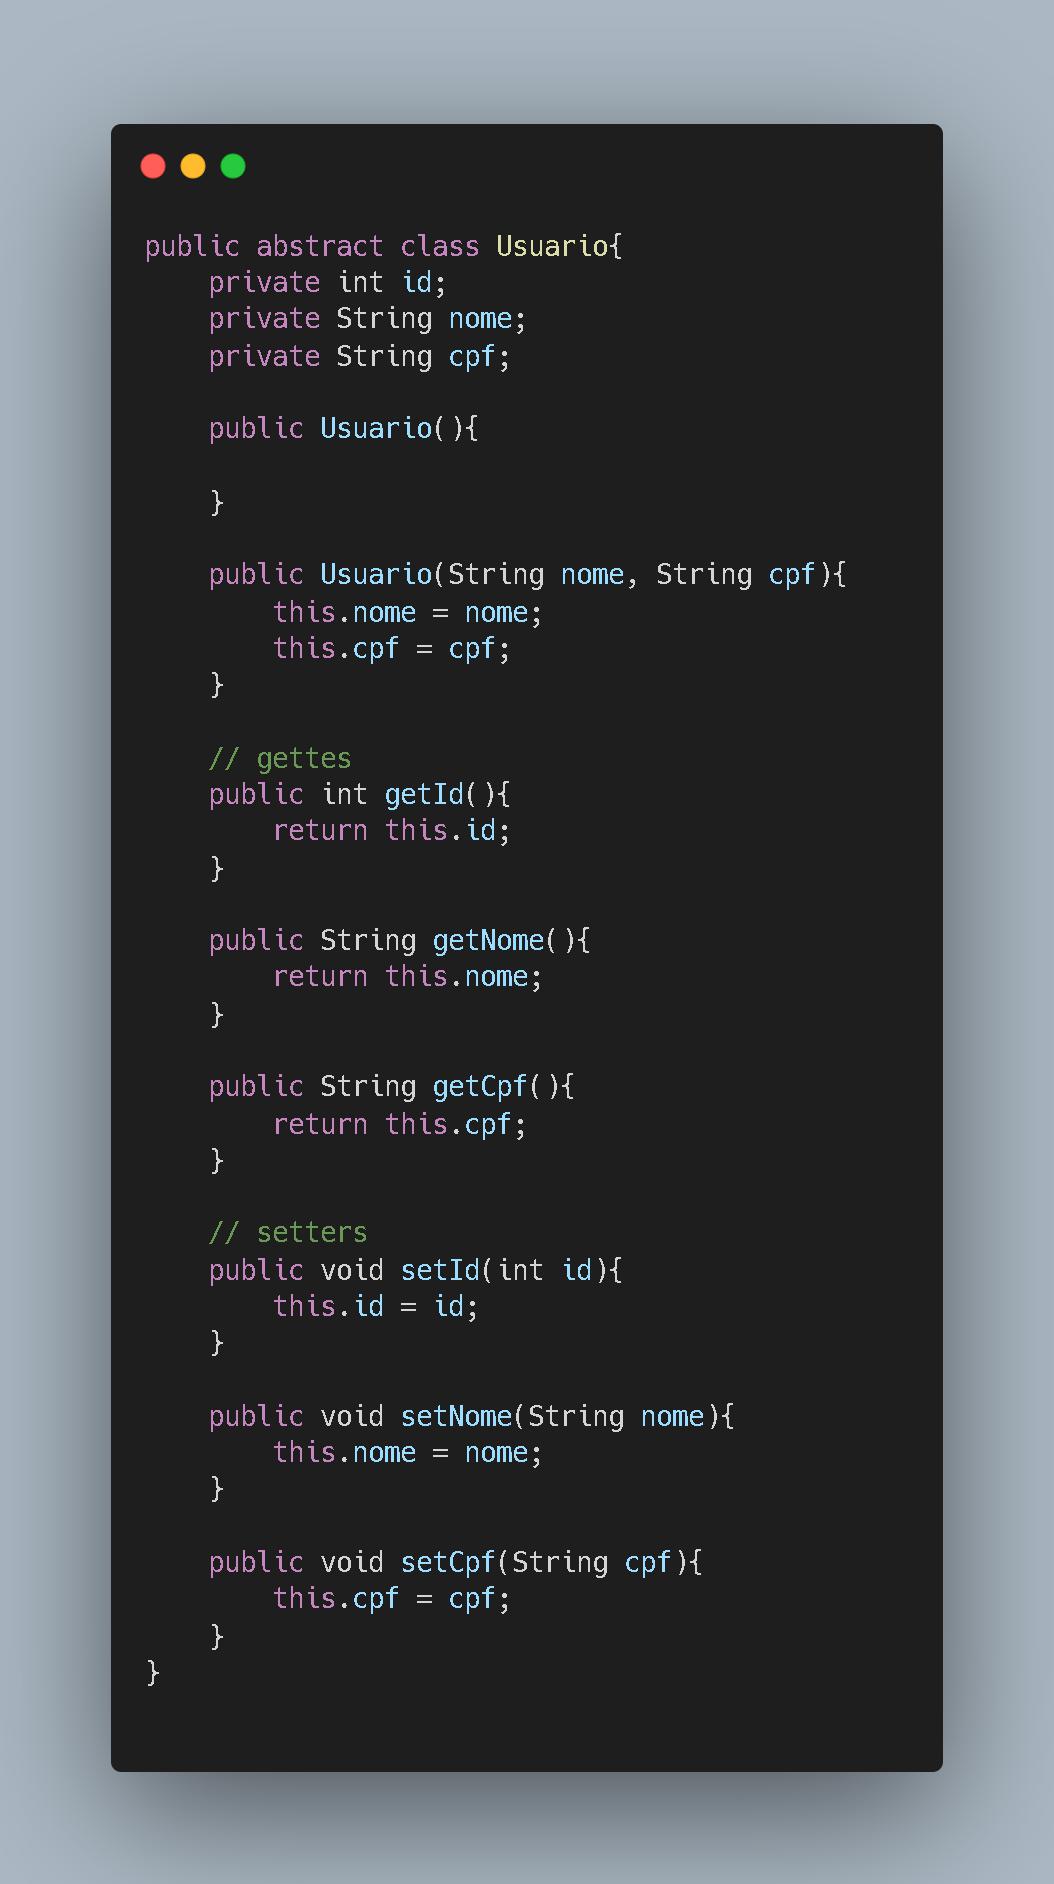 public abstract class Usuario{
    private int id;
    private String nome;
    private String cpf;

    public Usuario(){

    }

    public Usuario(String nome, String cpf){
        this.nome = nome;
        this.cpf = cpf;
    }

    // gettes
    public int getId(){
        return this.id;
    }

    public String getNome(){
        return this.nome;
    }

    public String getCpf(){
        return this.cpf;
    }

    // setters
    public void setId(int id){
        this.id = id;
    }

    public void setNome(String nome){
        this.nome = nome;
    }

    public void setCpf(String cpf){
        this.cpf = cpf;
    }
}